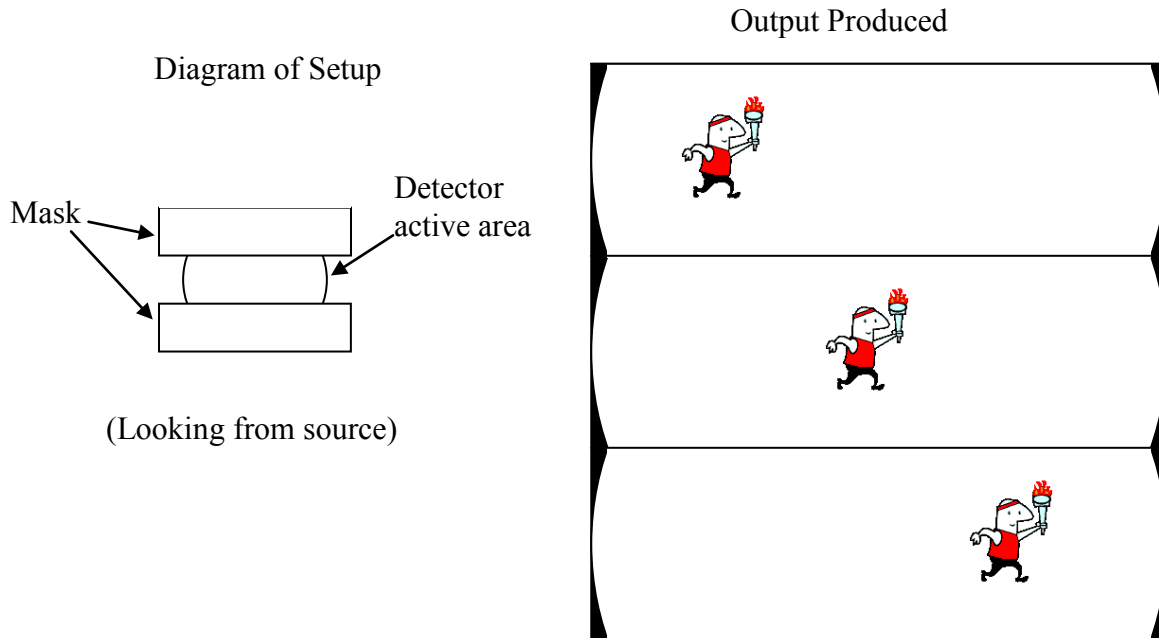 Output Produced
Diagram of Setup
Mask
Detector
active area
(Looking from source)